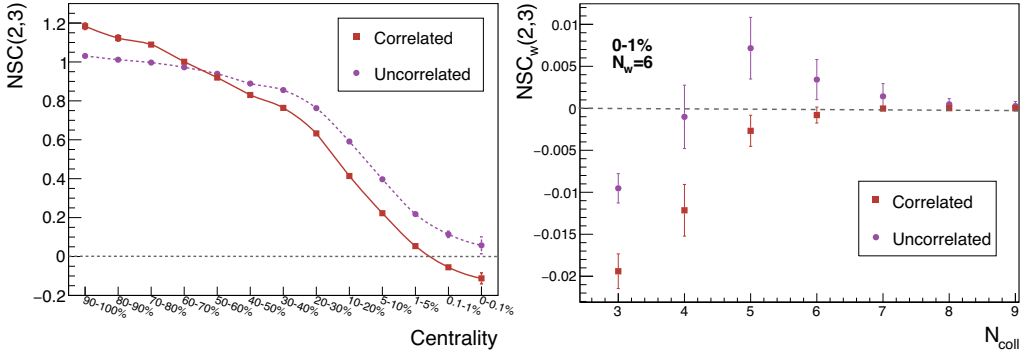 NSC(2,3)
1.2
1
0.8
0.6
0.4
0.2
0
−0.2
Correlated
Uncorrelated
90-100%
80-90%
70-80%
60-70%
50-60%
40-50%
30-40%
20-30%
10-20%
5-10%
1-5%
0.1-1%
0-0.1%
Centrality
NSCw(2,3)
0.01
0.005
0
−0.005
−0.01
−0.015
−0.02
0-1%
Nw=6
Correlated
Uncorrelated
3 4 5 6 7 8 9
Ncoll